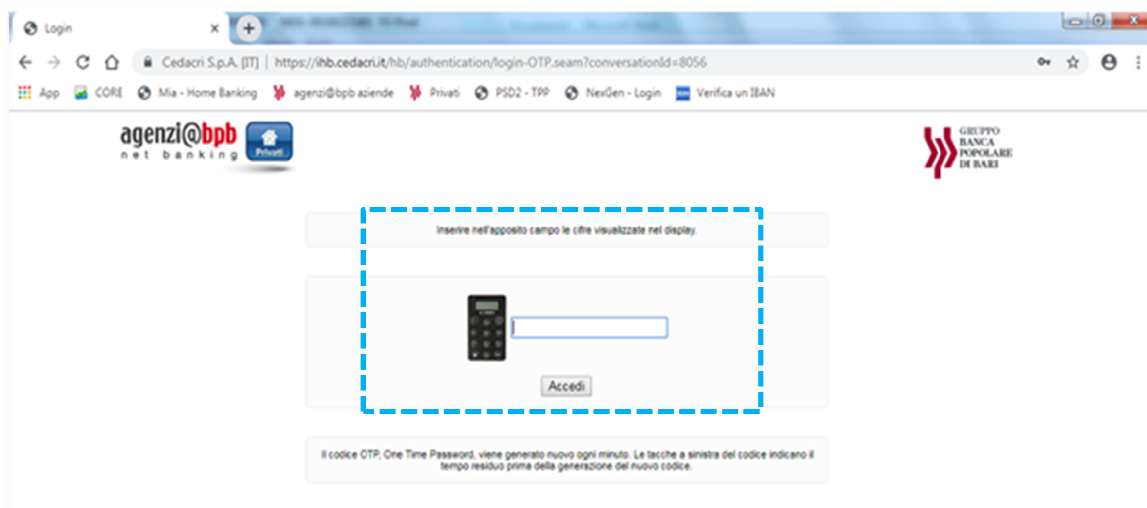 Login
Cedacri S.p.A. [IT] | https://ihb.cedacri.it/hb/authentication/login-OTP.seam?conversationId=8056
App CORE Mia - Home Banking agenzi@bpb aziende Privati PSD2 - TPP NexGen - Login Verifica un IBAN
agenzi@bpb
net banking
Privati
GRUPPO
BANCA
POPOLARE
DI BARI
Inserire nell'apposito campo le cifre visualizzate nel display.
Accedi
Il codice OTP, One Time Password, viene generato nuovo ogni minuto. Le tacche a sinistra del codice indicano il
tempo residuo prima della generazione del nuovo codice.